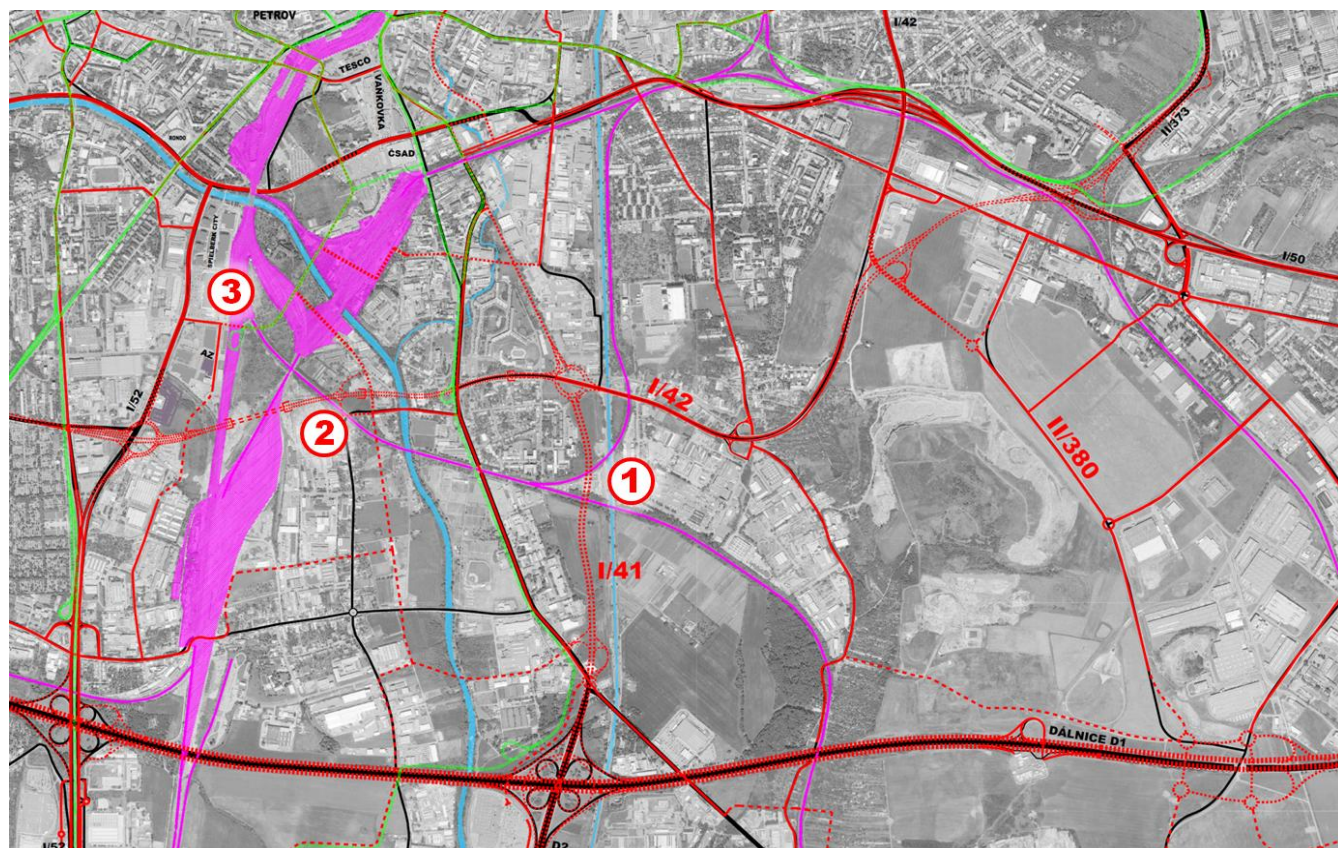 PETROV
I/42
TESCO
VAŇKOVKA
II/373
RONDO
ČSAD
SPIELBERK CITY
I/50
3
AZ
I/52
I/42
2
II/380
1
I/41
DÁLNICE D1
I/52
D2